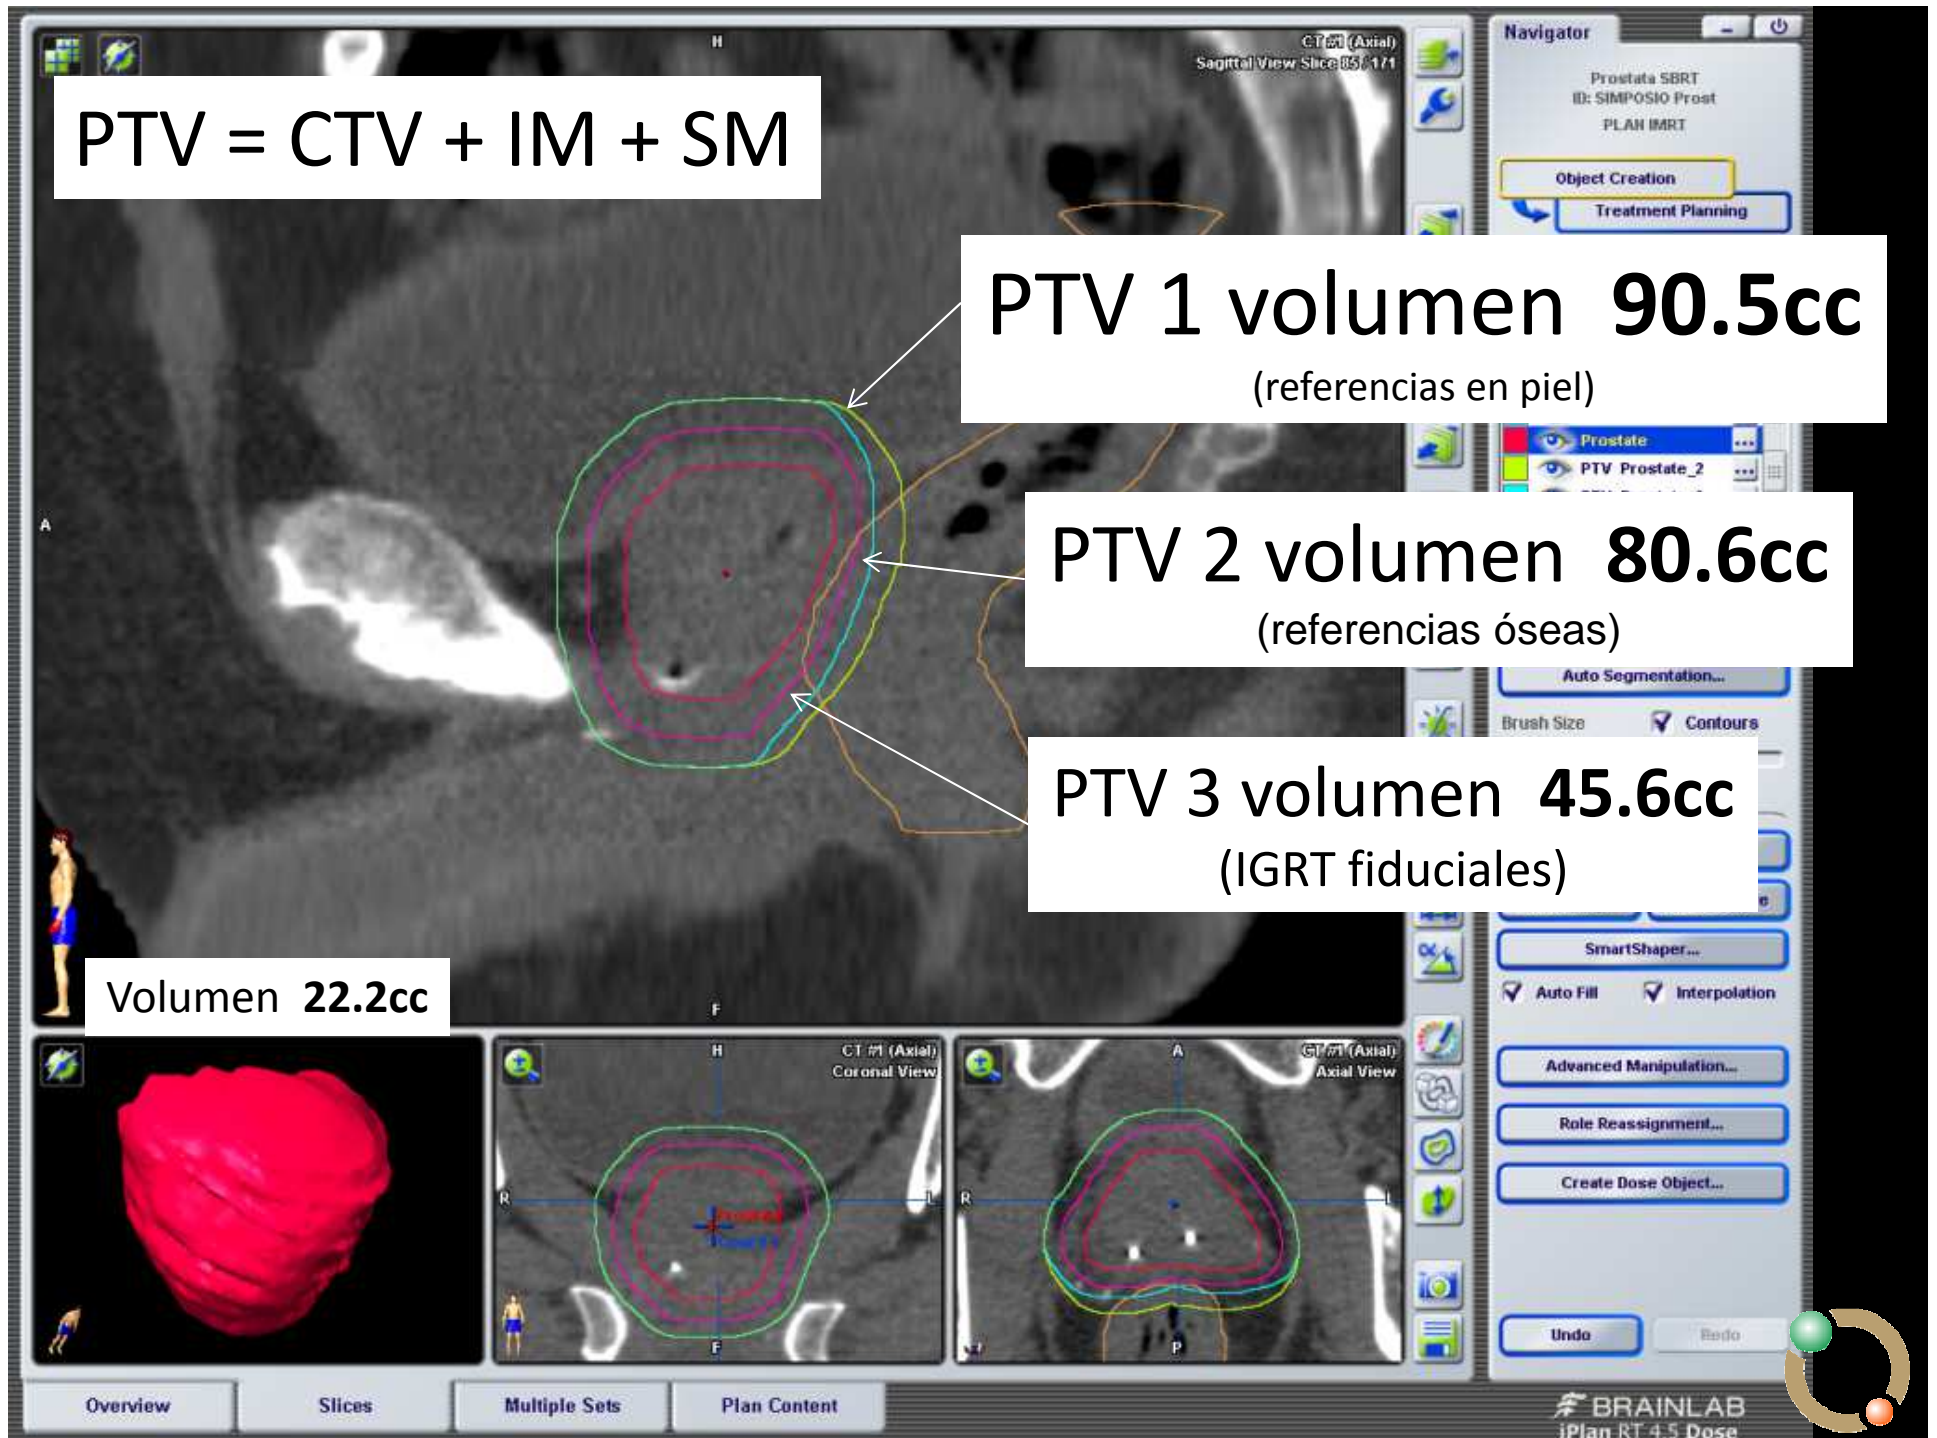 H
CT #1 (Axial)
Sagittal View Slice 85 / 171
PTV = CTV + IM + SM
A
F
PTV 1 volumen 90.5cc
(referencias en piel)
PTV 2 volumen 80.6cc
(referencias óseas)
PTV 3 volumen 45.6cc
(IGRT fiduciales)
Volumen 22.2cc
H
CT #1 (Axial)
Coronal View
R
L
F
A
CT #1 (Axial)
Axial View
R
L
P
Navigator
Prostata SBRT
ID: SIMPOSIO Prost
PLAN IMRT
Object Creation
Treatment Planning
Prostate
PTV Prostate_2
Auto Segmentation...
Brush Size
Contours
SmartShaper...
Auto Fill
Interpolation
Advanced Manipulation...
Role Reassignment...
Create Dose Object...
Undo
Redo
Overview
Slices
Multiple Sets
Plan Content
BRAINLAB
iPlan RT 4.5 Dose